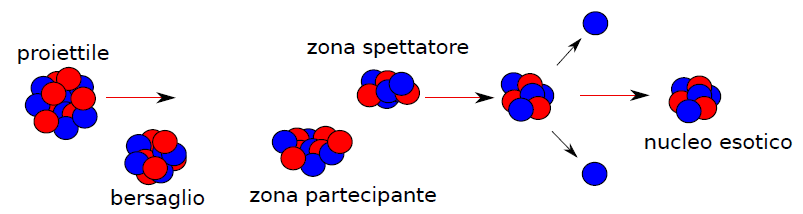 proiettile
zona spettatore
nucleo esotico
bersaglio
zona partecipante